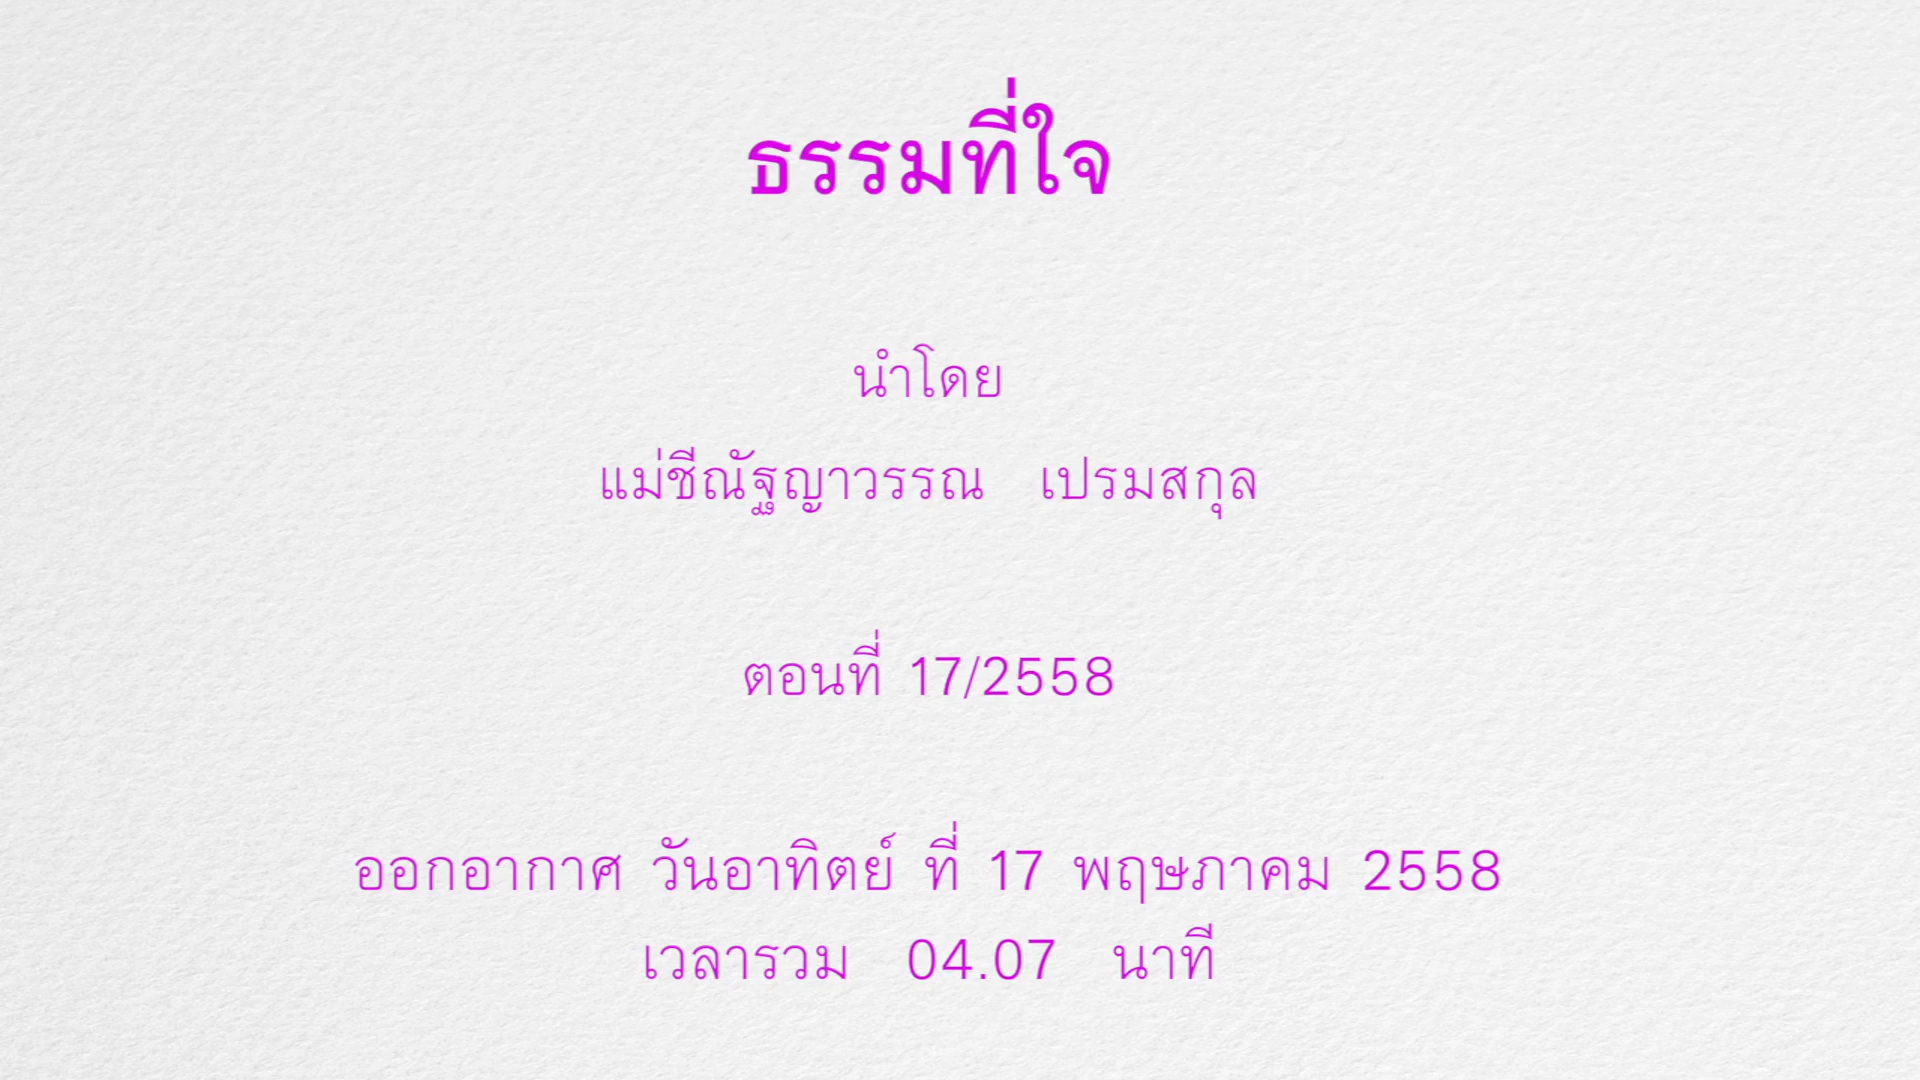 ธรรมที่ใจ
นำโดย
แม่ชีณัฐญาวรรณ เปรมสกุล
ตอนที่ 17/2558
ออกอากาศ วันอาทิตย์ ที่ 17 พฤษภาคม 2558
เวลารวม 04.07 นาที